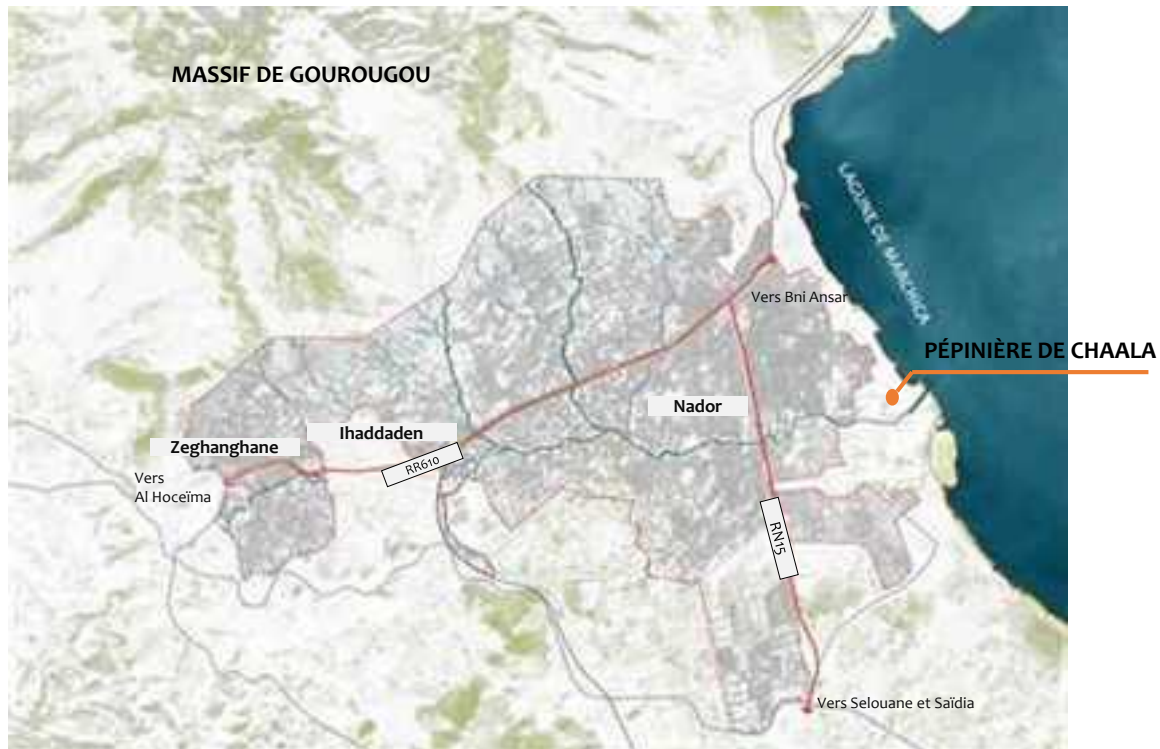 MASSIF DE GOUROUGOU
LAGUNE DE MARCHICA
Vers Bni Ansar
PÉPINIÈRE DE CHAALA
Nador
Ihaddaden
Zeghanghane
RR610
Vers
Al Hoceïma
RN15
Vers Selouane et Saïdia